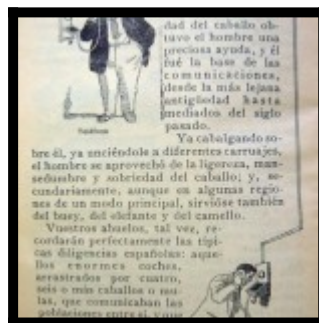 dad del caballo ob-
tuvo el hombre una
preciosa ayuda, y él
fué la base de las
comunicaciones,
desde la más lejana
antigüedad hasta
mediados del siglo
pasado.
Ya cabalgando so-
bre él, ya unciéndole a diferentes carruajes,
el hombre se aprovechó de la ligereza, man-
sedumbre y sobriedad del caballo; y, se-
cundariamente, aunque en algunas regio-
nes de un modo principal, sirvióse también
del buey, del elefante y del camello.
Vuestros abuelos, tal vez, re-
cordarán perfectamente las típi-
cas diligencias españolas: aque-
llos enormes coches,
arrastrados por cuatro,
seis o más caballos o mu-
las, que comunicaban las
poblaciones entre sí, y que